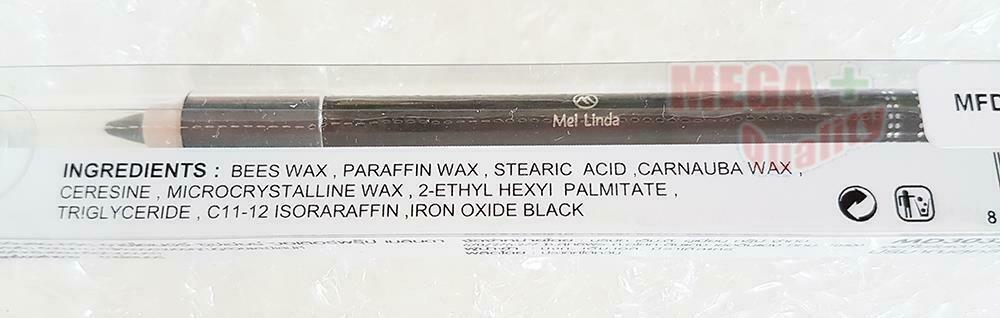 MEGA +
Quality
MFD
Mei Linda
INGREDIENTS : BEES WAX , PARAFFIN WAX , STEARIC ACID ,CARNAUBA WAX ,
CERESINE , MICROCRYSTALLINE WAX , 2-ETHYL HEXYI PALMITATE ,
TRIGLYCERIDE , C11-12 ISORARAFFIN ,IRON OXIDE BLACK
8